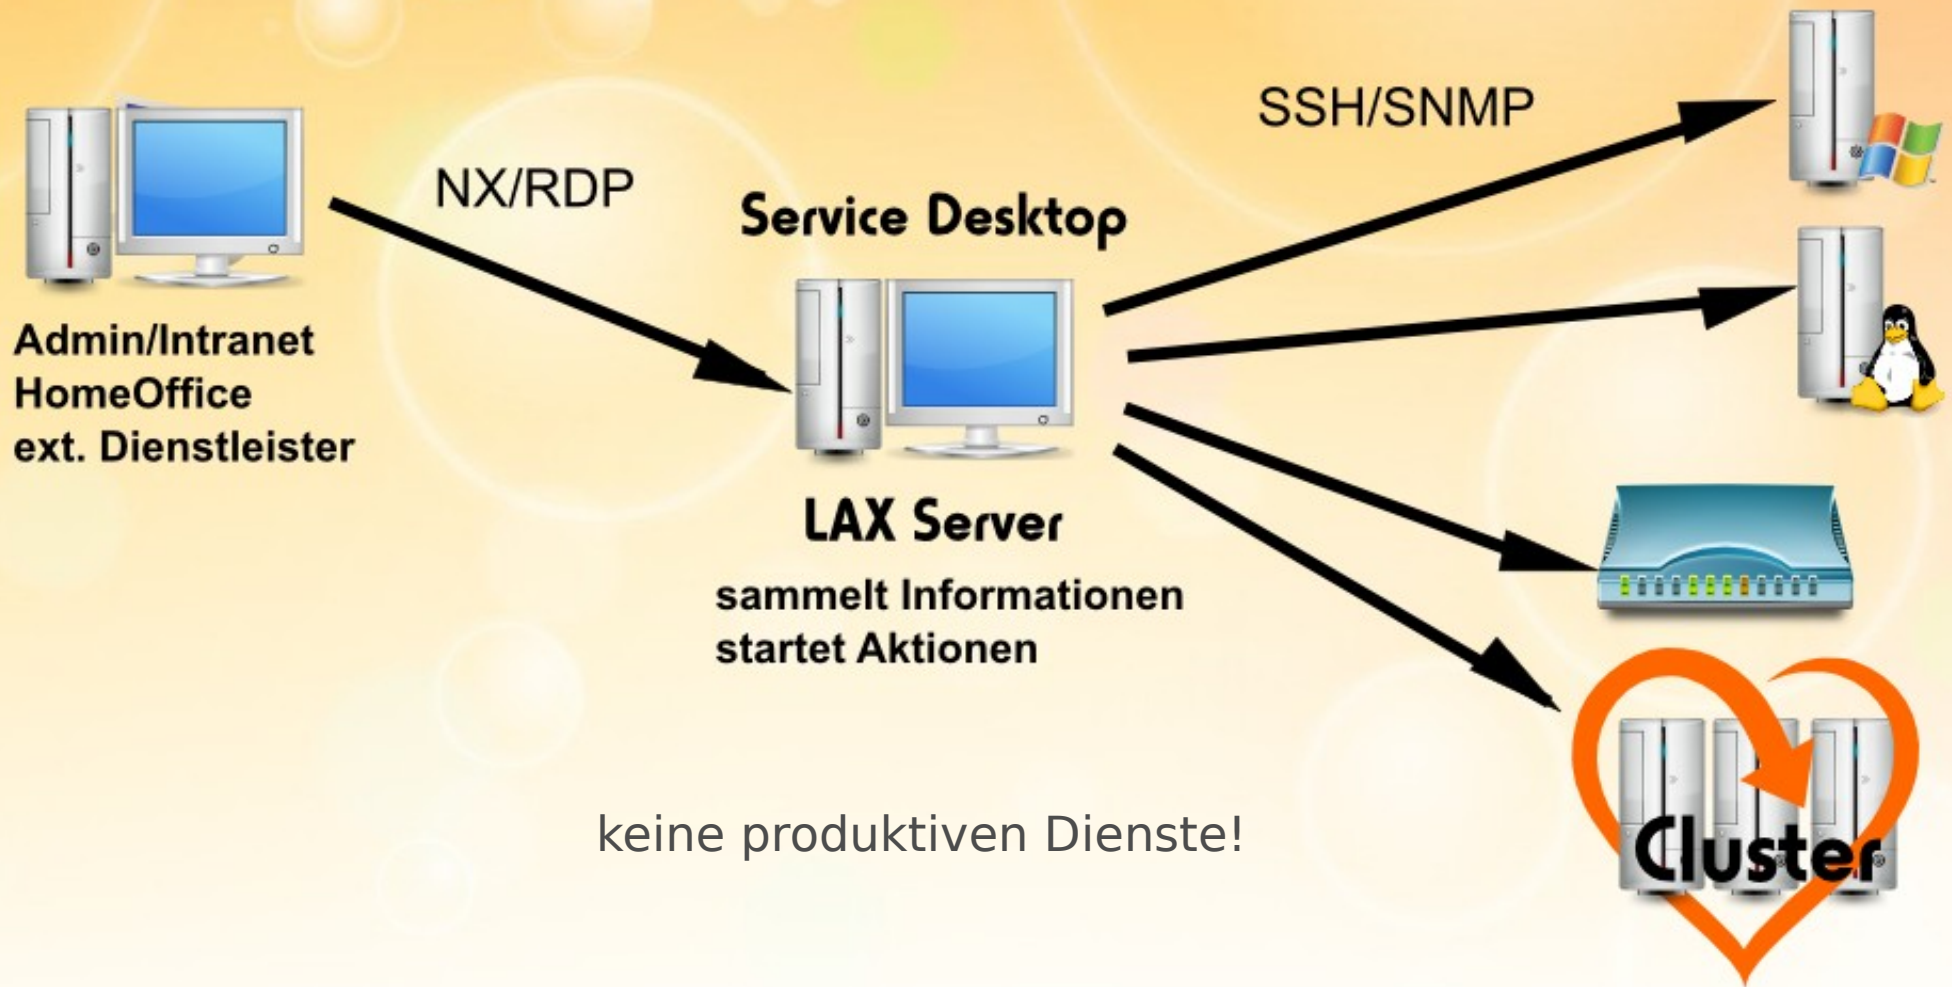 SSH/SNMP
NX/RDP
Service Desktop
Admin/Intranet
HomeOffice
ext. Dienstleister
LAX Server
sammelt Informationen
startet Aktionen
keine produktiven Dienste!
Cluster